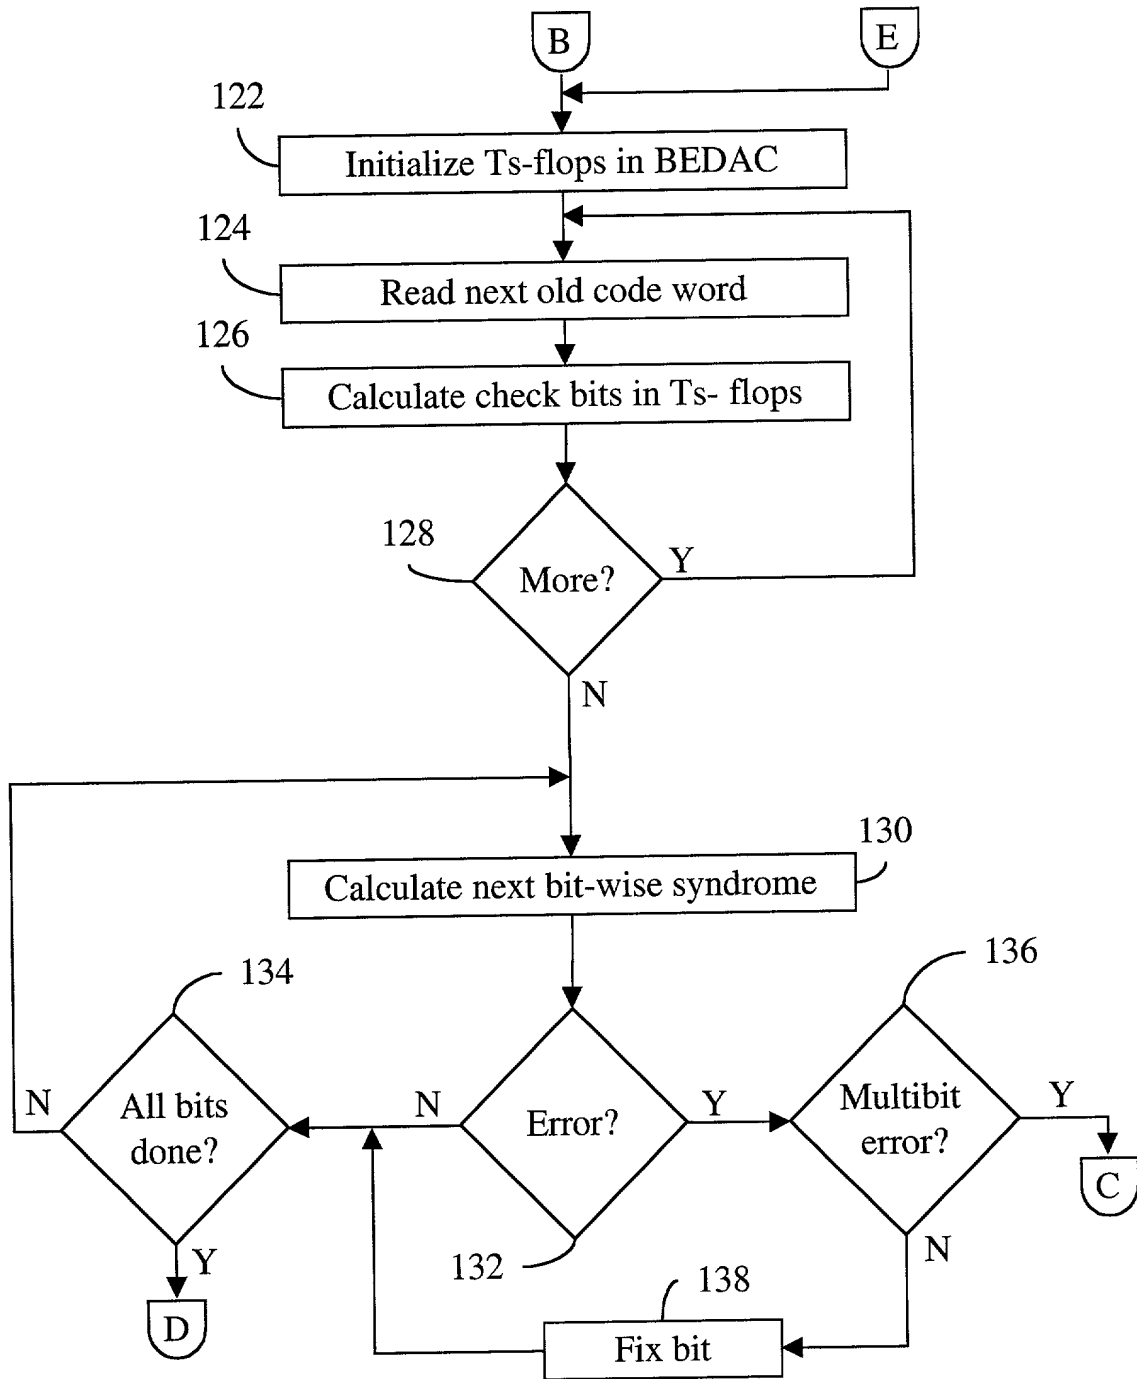 B
E
122
Initialize Ts-flops in BEDAC
124
Read next old code word
126
Calculate check bits in Ts- flops
128
More?
Y
N
130
Calculate next bit-wise syndrome
134
136
N
All bits
done?
N
Error?
Y
Multibit
error?
Y
C
Y
132
N
D
138
Fix bit